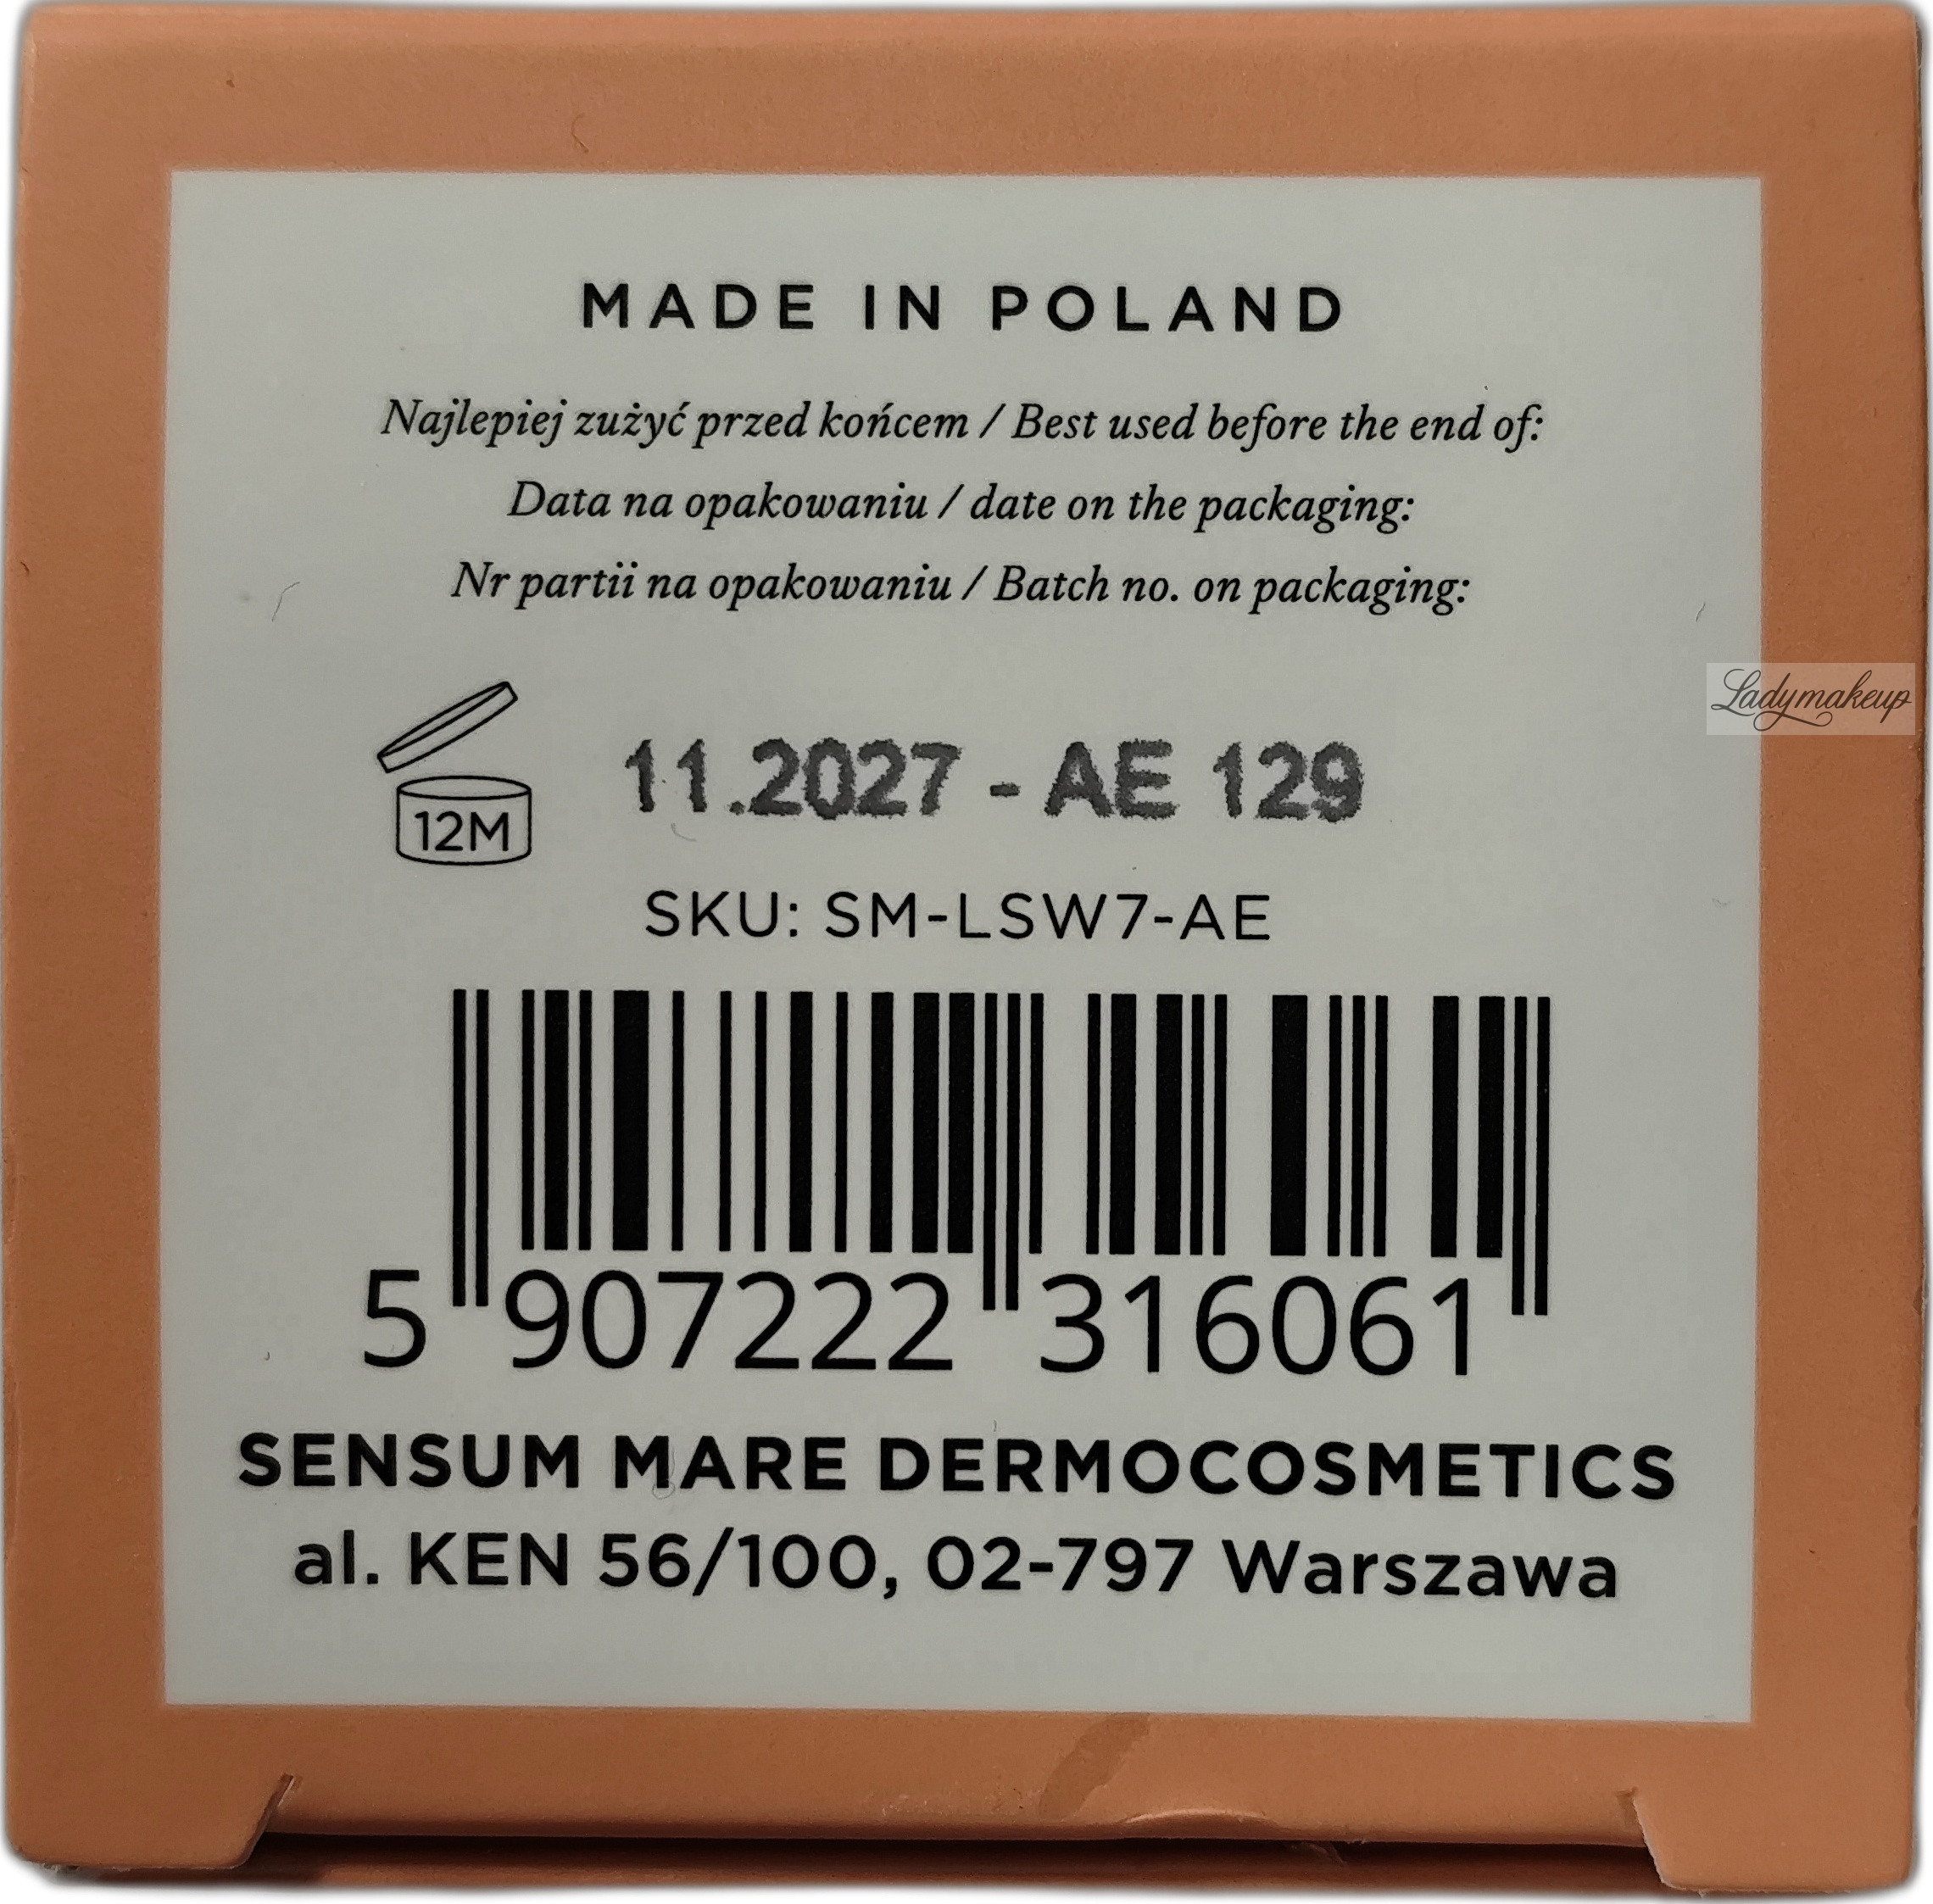 MADE IN POLAND
Najlepiej zużyć przed końcem / Best used before the end of:
Data na opakowaniu / date on the packaging:
Nr partii na opakowaniu / Batch no. on packaging:
Ladymakeup
12M
11.2027 - AE 129
SKU: SM-LSW7-AE
5 907222 316061
SENSUM MARE DERMOCOSMETICS
al. KEN 56/100, 02-797 Warszawa